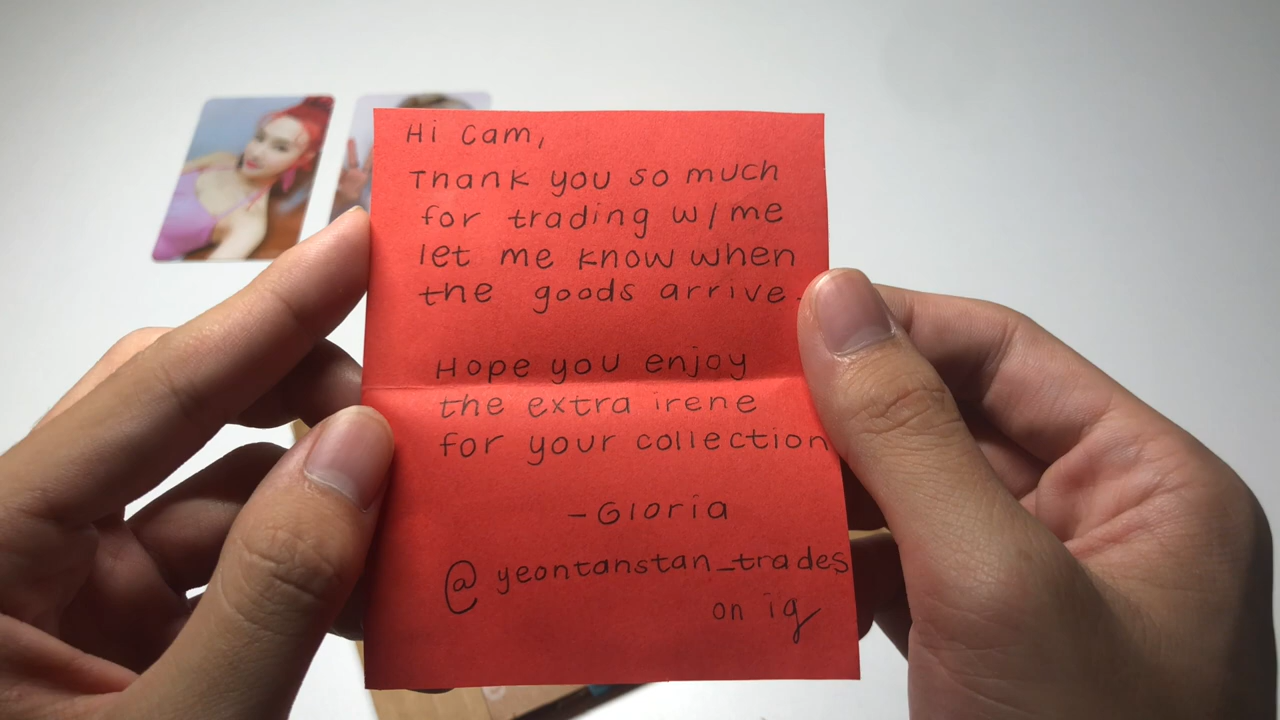 Hi Cam,
Thank you so much
for trading w/me
let me know when
the goods arrive.
Hope you enjoy
the extra irene
for your collection
-Gloria
@yeontanstan_trades
on ig